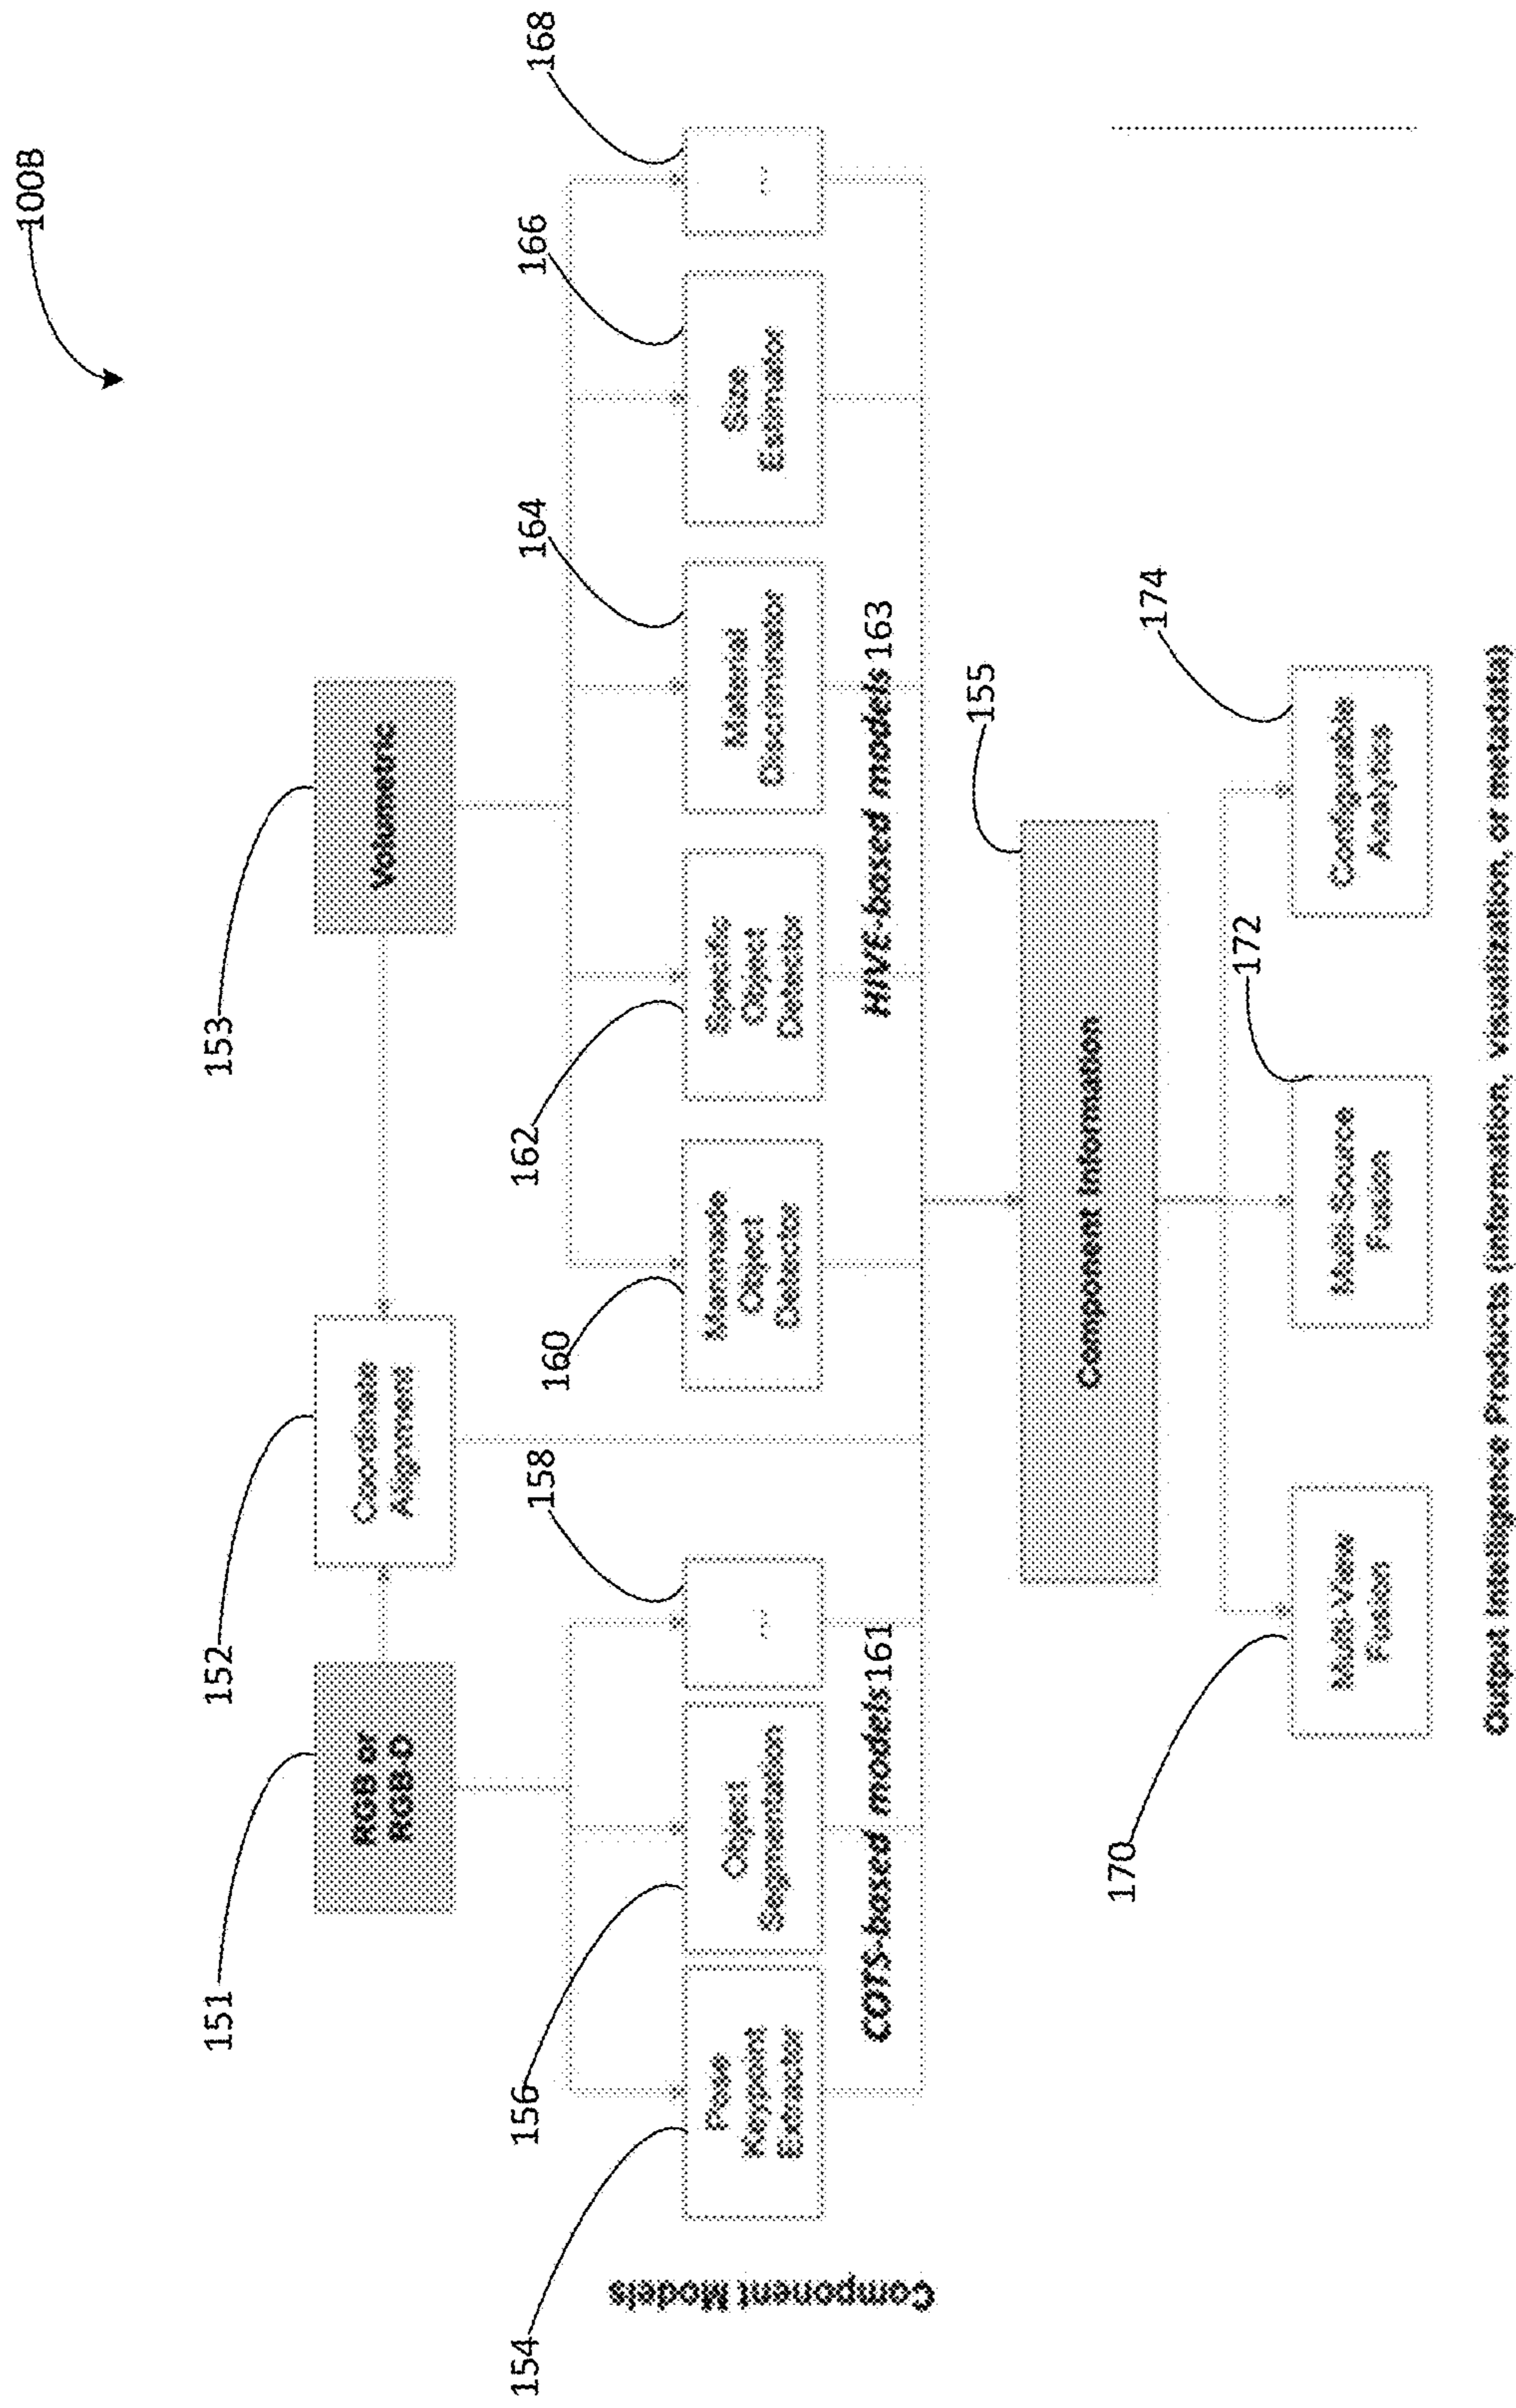 100B
151
152
153
RGB or
RGB-D
Coordinate
Alignment
Volumetric
154
156
158
160
162
164
166
168
Component Models
Pose
Keypoint
Extractor
Object
Segmentation
...
Manmade
Object
Detector
Specific
Object
Detector
Material
Discriminator
Size
Estimator
...
COTS-based models 161
HIVE-based models 163
155
Component Information
170
172
174
Multi-View
Fusion
Multi-Source
Fusion
Configurable
Analytics
Output Intelligence Products (information, visualization, or metadata)